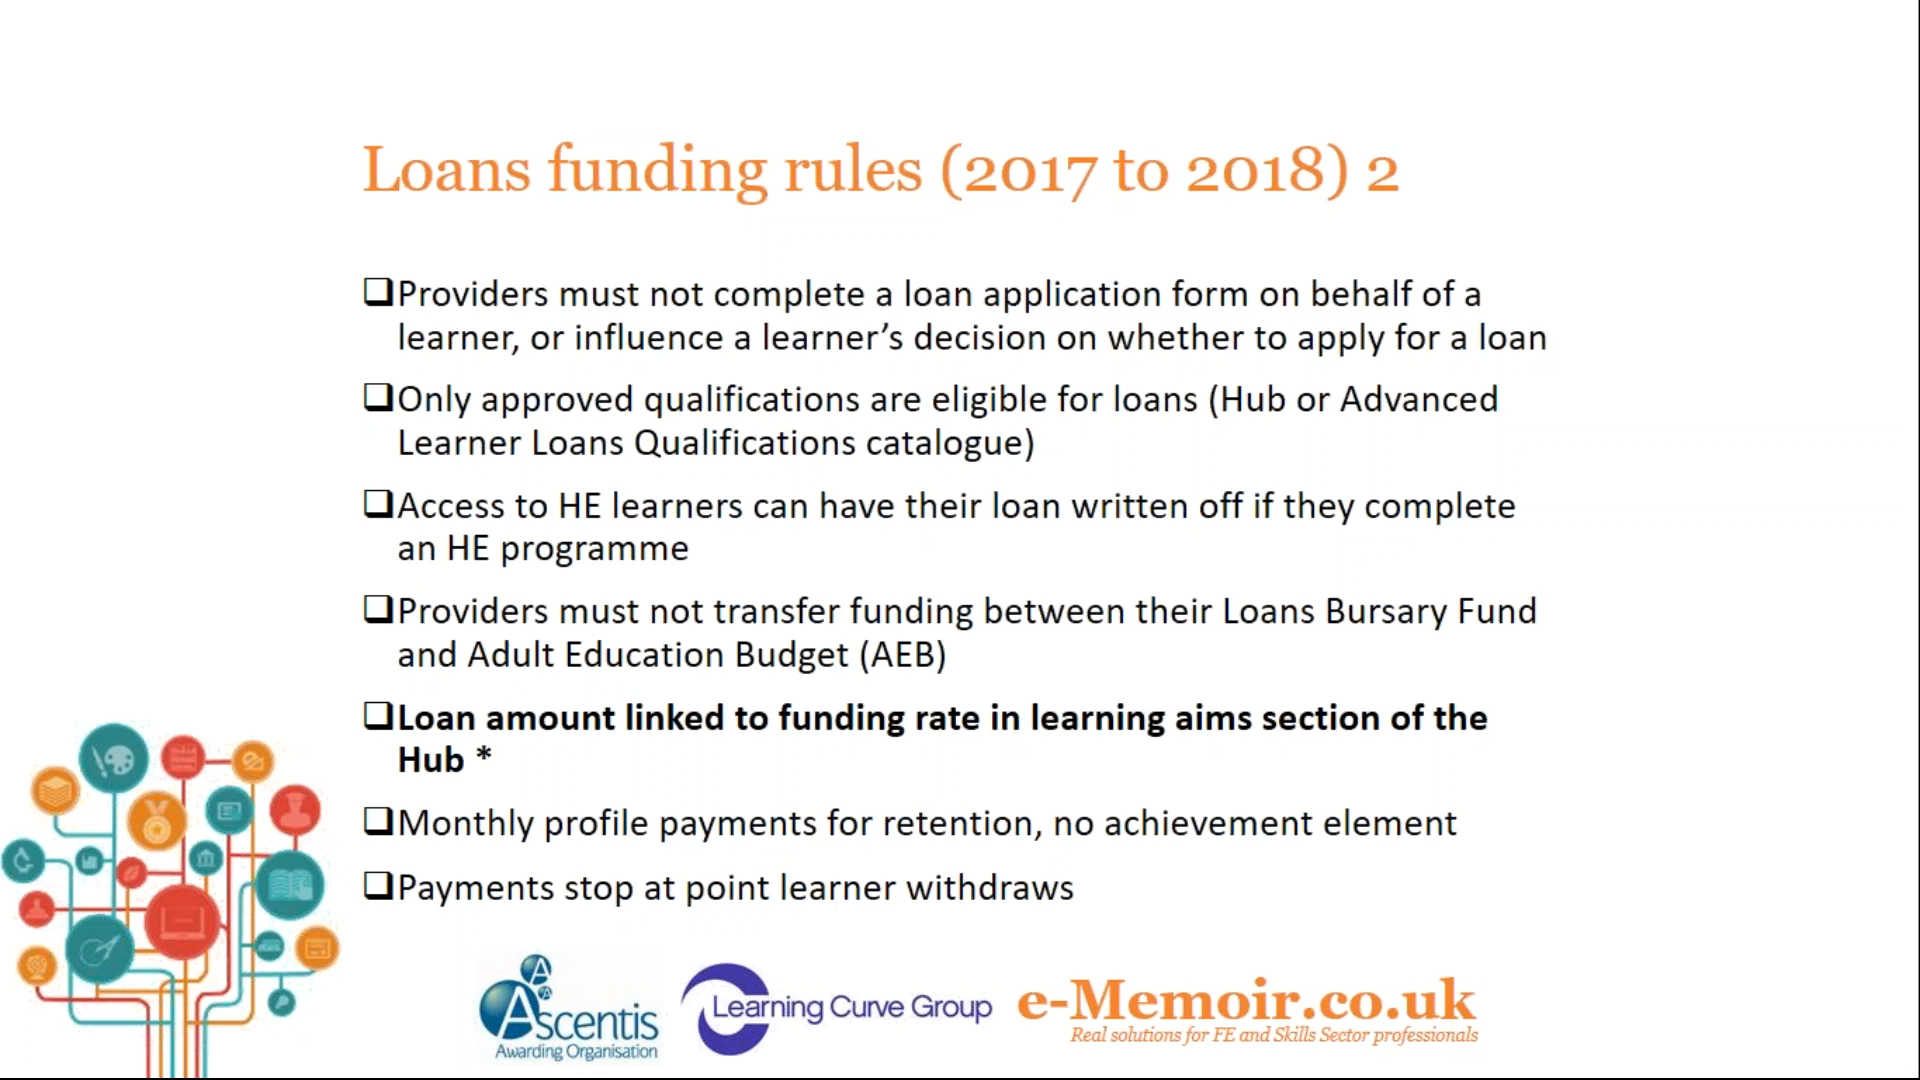 Loans funding rules (2017 to 2018) 2
❑Providers must not complete a loan application form on behalf of a
learner, or influence a learner’s decision on whether to apply for a loan
❑Only approved qualifications are eligible for loans (Hub or Advanced
Learner Loans Qualifications catalogue)
❑Access to HE learners can have their loan written off if they complete
an HE programme
❑Providers must not transfer funding between their Loans Bursary Fund
and Adult Education Budget (AEB)
❑Loan amount linked to funding rate in learning aims section of the
Hub *
❑Monthly profile payments for retention, no achievement element
❑Payments stop at point learner withdraws
Ascentis
Awarding Organisation
Learning Curve Group
e-Memoir.co.uk
Real solutions for FE and Skills Sector professionals